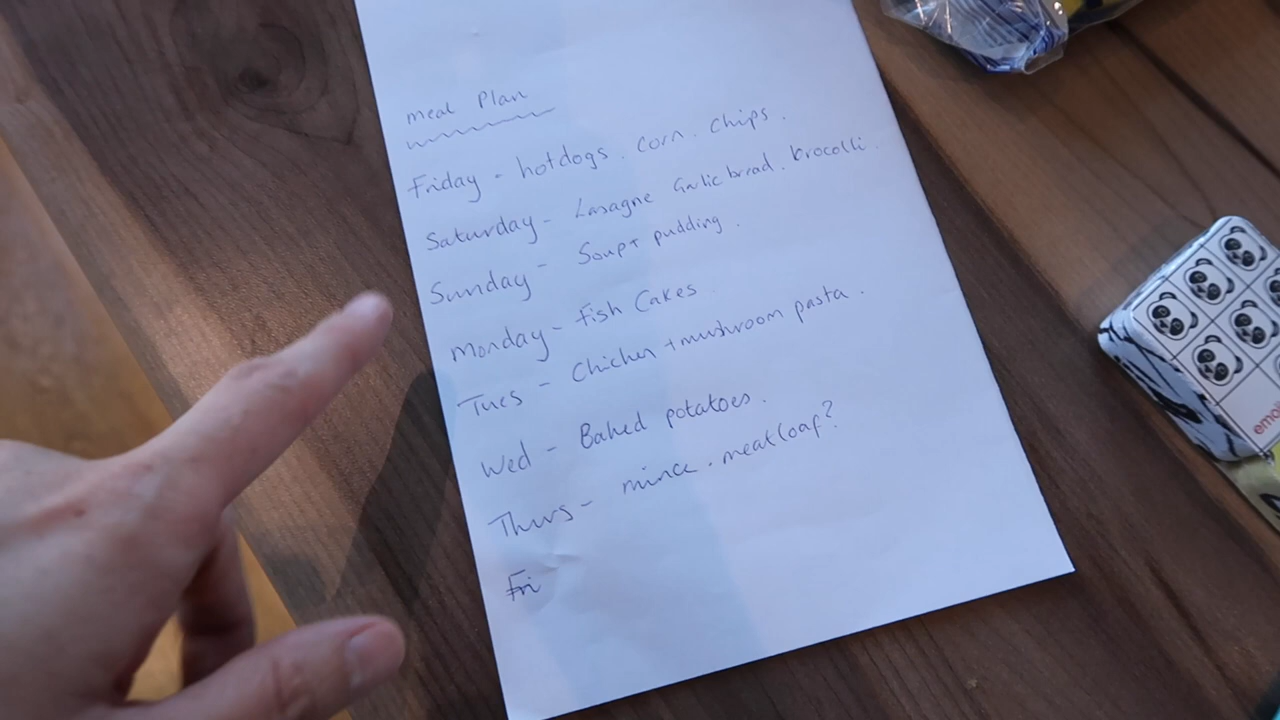 meal Plan
Friday - hotdogs . corn . chips .
Saturday - Lasagne Garlic bread . brocolli .
Sunday - Soup + pudding .
Monday - Fish Cakes
Tues - Chicken + mushroom pasta .
Wed - Baked potatoes .
Thurs - mince . meatloaf?
Fri
emo